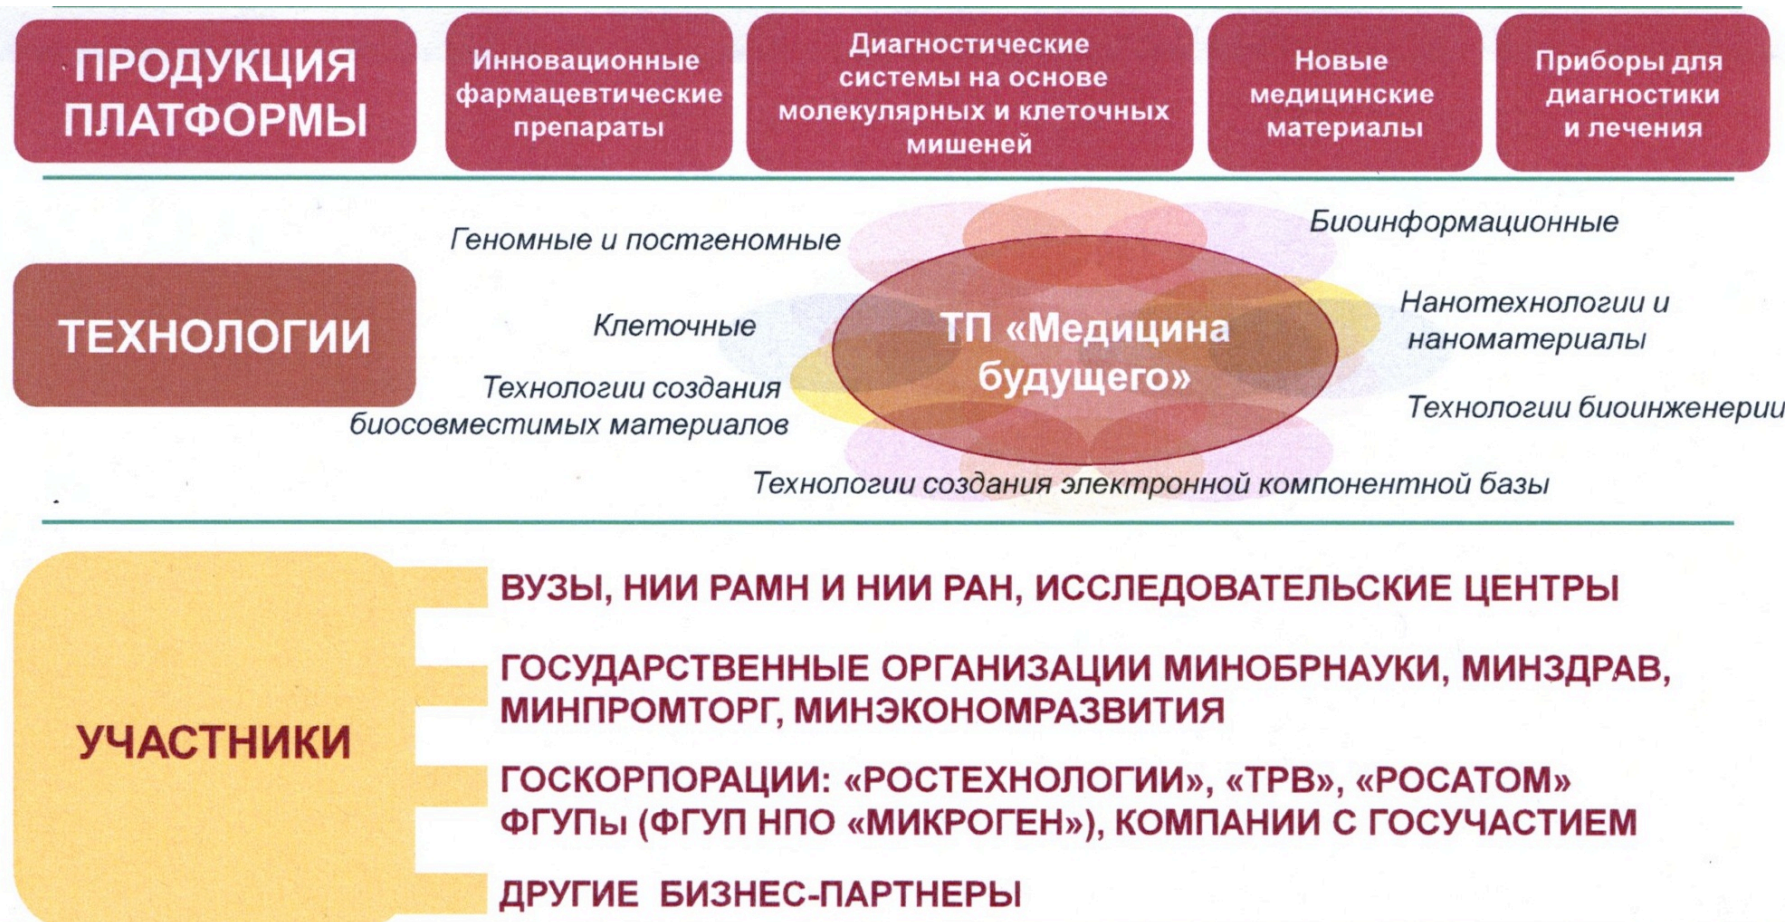 ПРОДУКЦИЯ
ПЛАТФОРМЫ
Инновационные
фармацевтические
препараты
Диагностические
системы на основе
молекулярных и клеточных
мишеней
Новые
медицинские
материалы
Приборы для
диагностики
и лечения
ТЕХНОЛОГИИ
Геномные и постгеномные
Клеточные
Технологии создания
биосовместимых материалов
ТП «Медицина
будущего»
Биоинформационные
Нанотехнологии и
наноматериалы
Технологии биоинженерии
Технологии создания электронной компонентной базы
УЧАСТНИКИ
ВУЗЫ, НИИ РАМН И НИИ РАН, ИССЛЕДОВАТЕЛЬСКИЕ ЦЕНТРЫ
ГОСУДАРСТВЕННЫЕ ОРГАНИЗАЦИИ МИНОБРНАУКИ, МИНЗДРАВ,
МИНПРОМТОРГ, МИНЭКОНОМРАЗВИТИЯ
ГОСКОРПОРАЦИИ: «РОСТЕХНОЛОГИИ», «ТРВ», «РОСАТОМ»
ФГУПы (ФГУП НПО «МИКРОГЕН»), КОМПАНИИ С ГОСУЧАСТИЕМ
ДРУГИЕ БИЗНЕС-ПАРТНЕРЫ